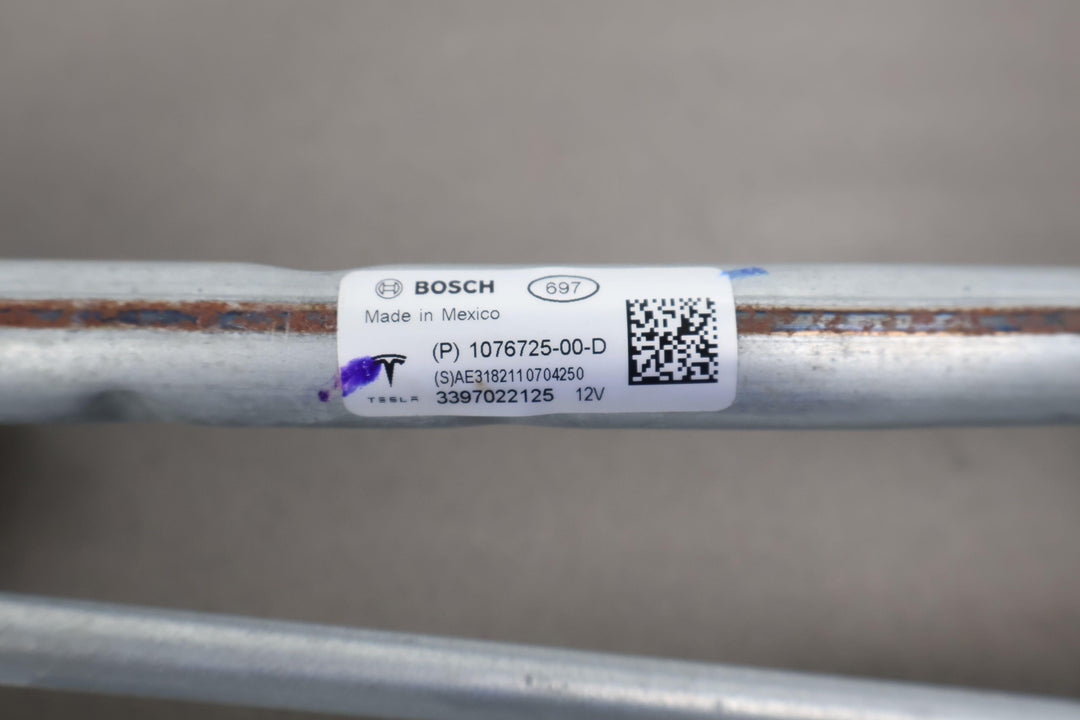 BOSCH 697
Made in Mexico
(P) 1076725-00-D
(S)AE3182110704250
TESLA 3397022125 12V